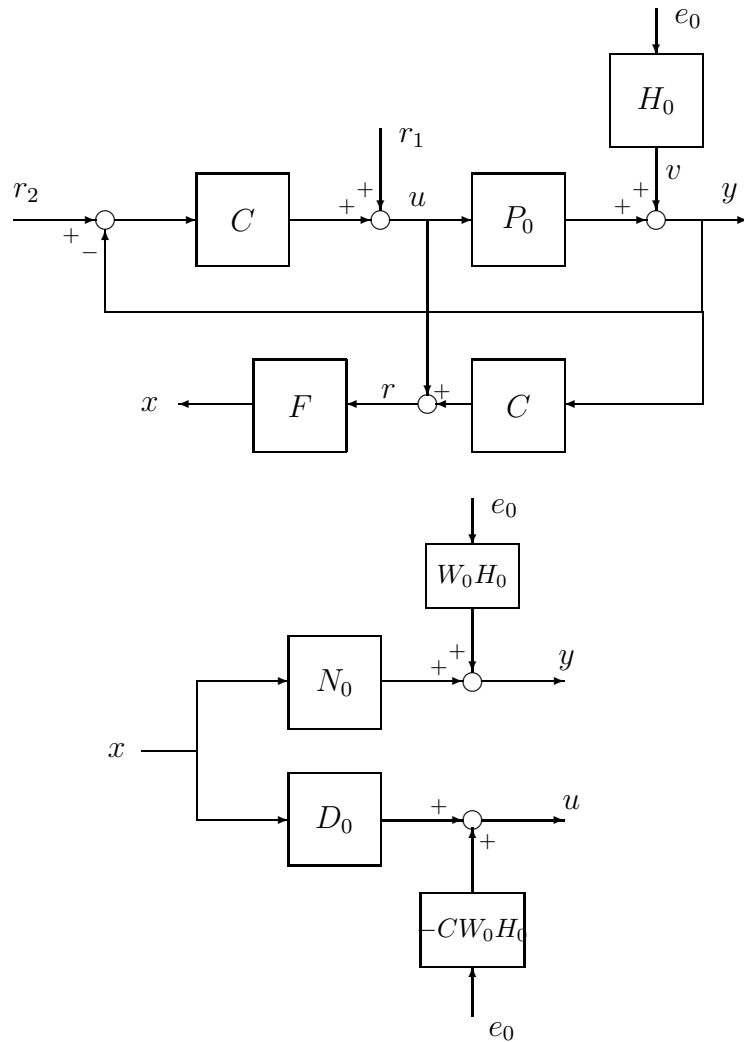 e₀
H₀
r₁
v
r₂ C + + u P₀ + + y
+ −
x F r + C
e₀
W₀H₀
+
N₀ + y
x
D₀ + u
+
−CW₀H₀
e₀